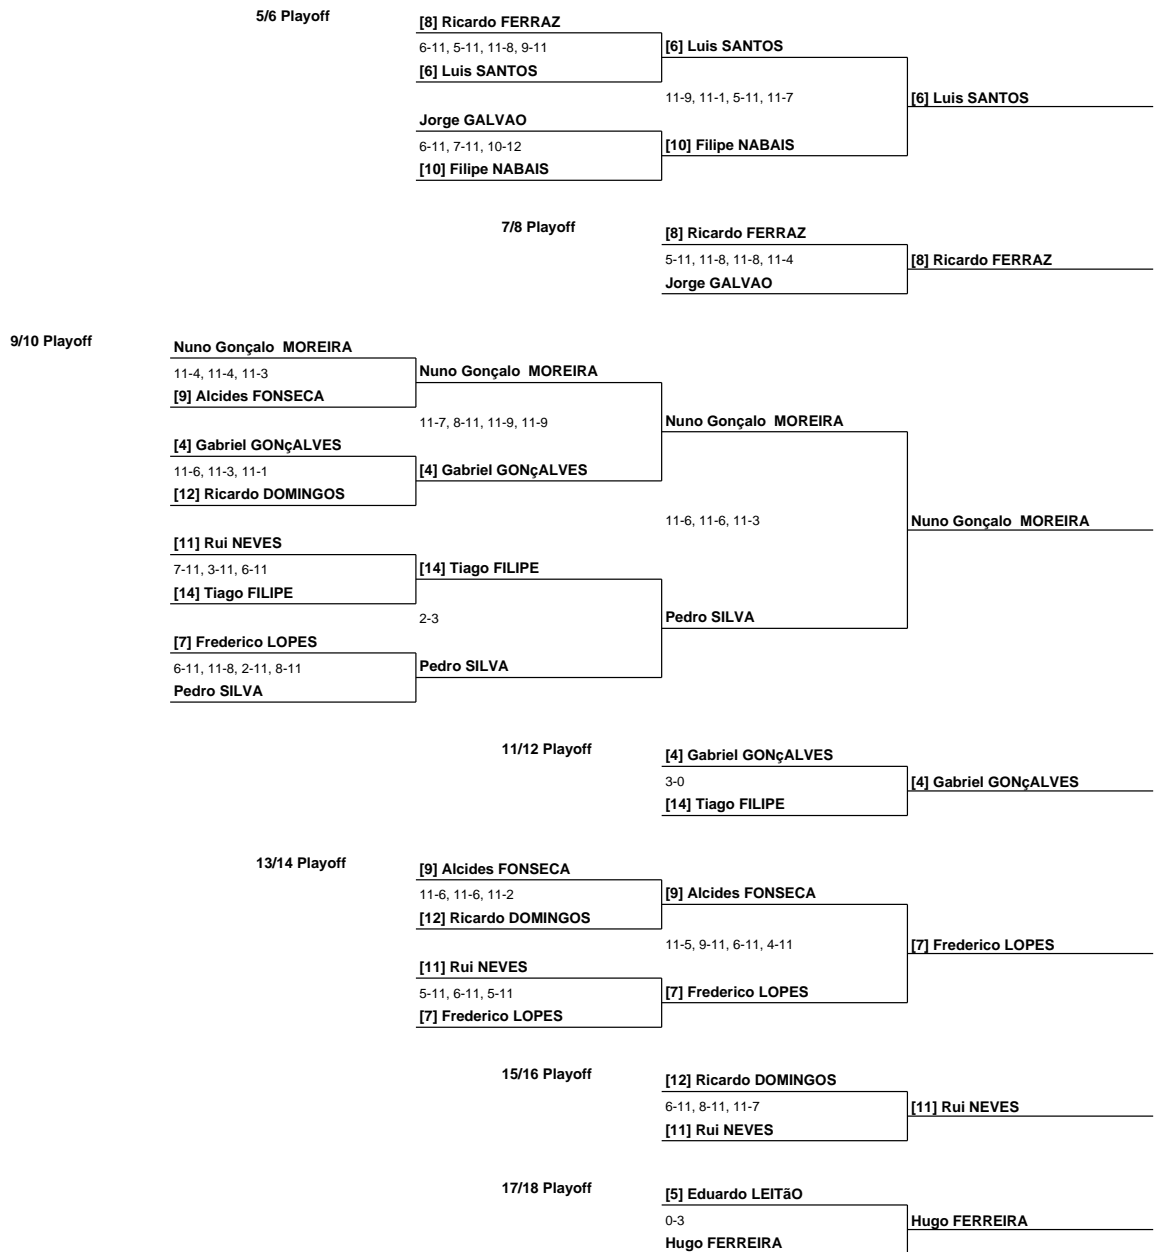 5/6 Playoff
[8] Ricardo FERRAZ
6-11, 5-11, 11-8, 9-11
[6] Luis SANTOS
[6] Luis SANTOS
11-9, 11-1, 5-11, 11-7
[6] Luis SANTOS
Jorge GALVAO
6-11, 7-11, 10-12
[10] Filipe NABAIS
[10] Filipe NABAIS
7/8 Playoff
[8] Ricardo FERRAZ
5-11, 11-8, 11-8, 11-4
[8] Ricardo FERRAZ
Jorge GALVAO
9/10 Playoff
Nuno Gonçalo  MOREIRA
11-4, 11-4, 11-3
Nuno Gonçalo  MOREIRA
[9] Alcides FONSECA
11-7, 8-11, 11-9, 11-9
Nuno Gonçalo  MOREIRA
[4] Gabriel GONçALVES
11-6, 11-3, 11-1
[4] Gabriel GONçALVES
[12] Ricardo DOMINGOS
11-6, 11-6, 11-3
Nuno Gonçalo  MOREIRA
[11] Rui NEVES
7-11, 3-11, 6-11
[14] Tiago FILIPE
[14] Tiago FILIPE
2-3
Pedro SILVA
[7] Frederico LOPES
6-11, 11-8, 2-11, 8-11
Pedro SILVA
Pedro SILVA
11/12 Playoff
[4] Gabriel GONçALVES
3-0
[4] Gabriel GONçALVES
[14] Tiago FILIPE
13/14 Playoff
[9] Alcides FONSECA
11-6, 11-6, 11-2
[9] Alcides FONSECA
[12] Ricardo DOMINGOS
11-5, 9-11, 6-11, 4-11
[7] Frederico LOPES
[11] Rui NEVES
5-11, 6-11, 5-11
[7] Frederico LOPES
[7] Frederico LOPES
15/16 Playoff
[12] Ricardo DOMINGOS
6-11, 8-11, 11-7
[11] Rui NEVES
[11] Rui NEVES
17/18 Playoff
[5] Eduardo LEITãO
0-3
Hugo FERREIRA
Hugo FERREIRA